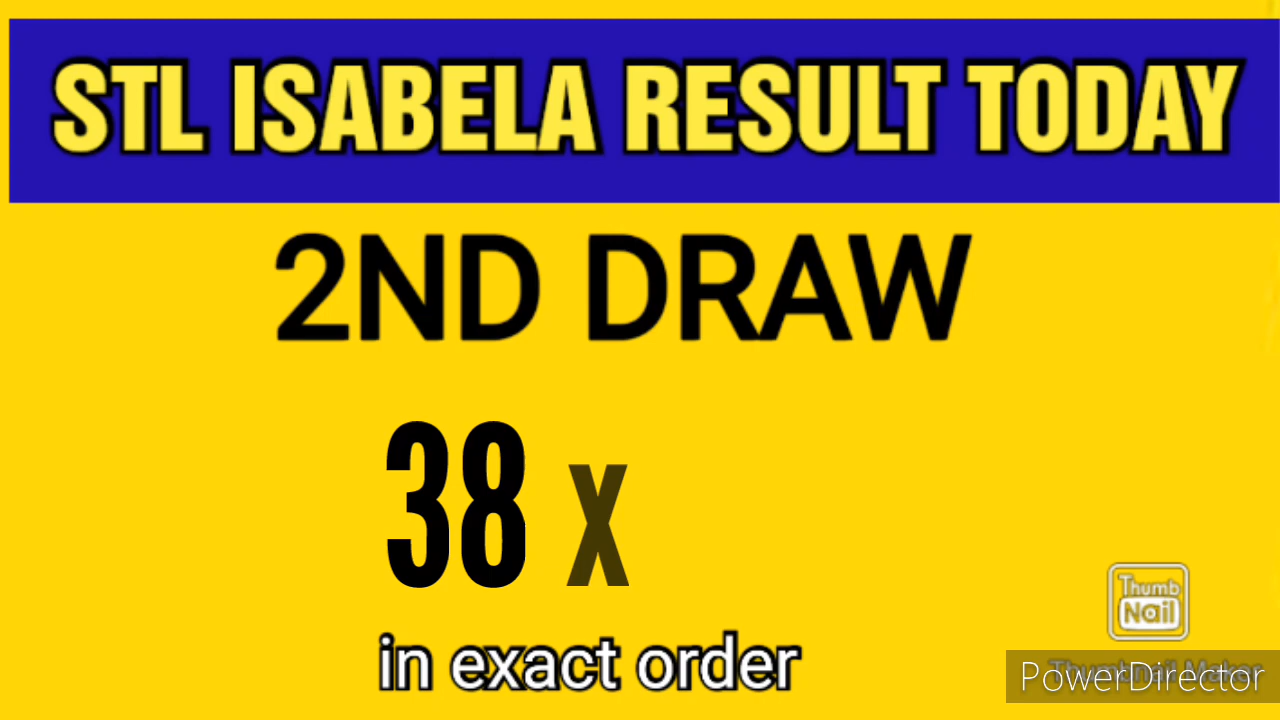 STL ISABELA RESULT TODAY
2ND DRAW
38 x
in exact order
Thumb
Nail
PowerDirector